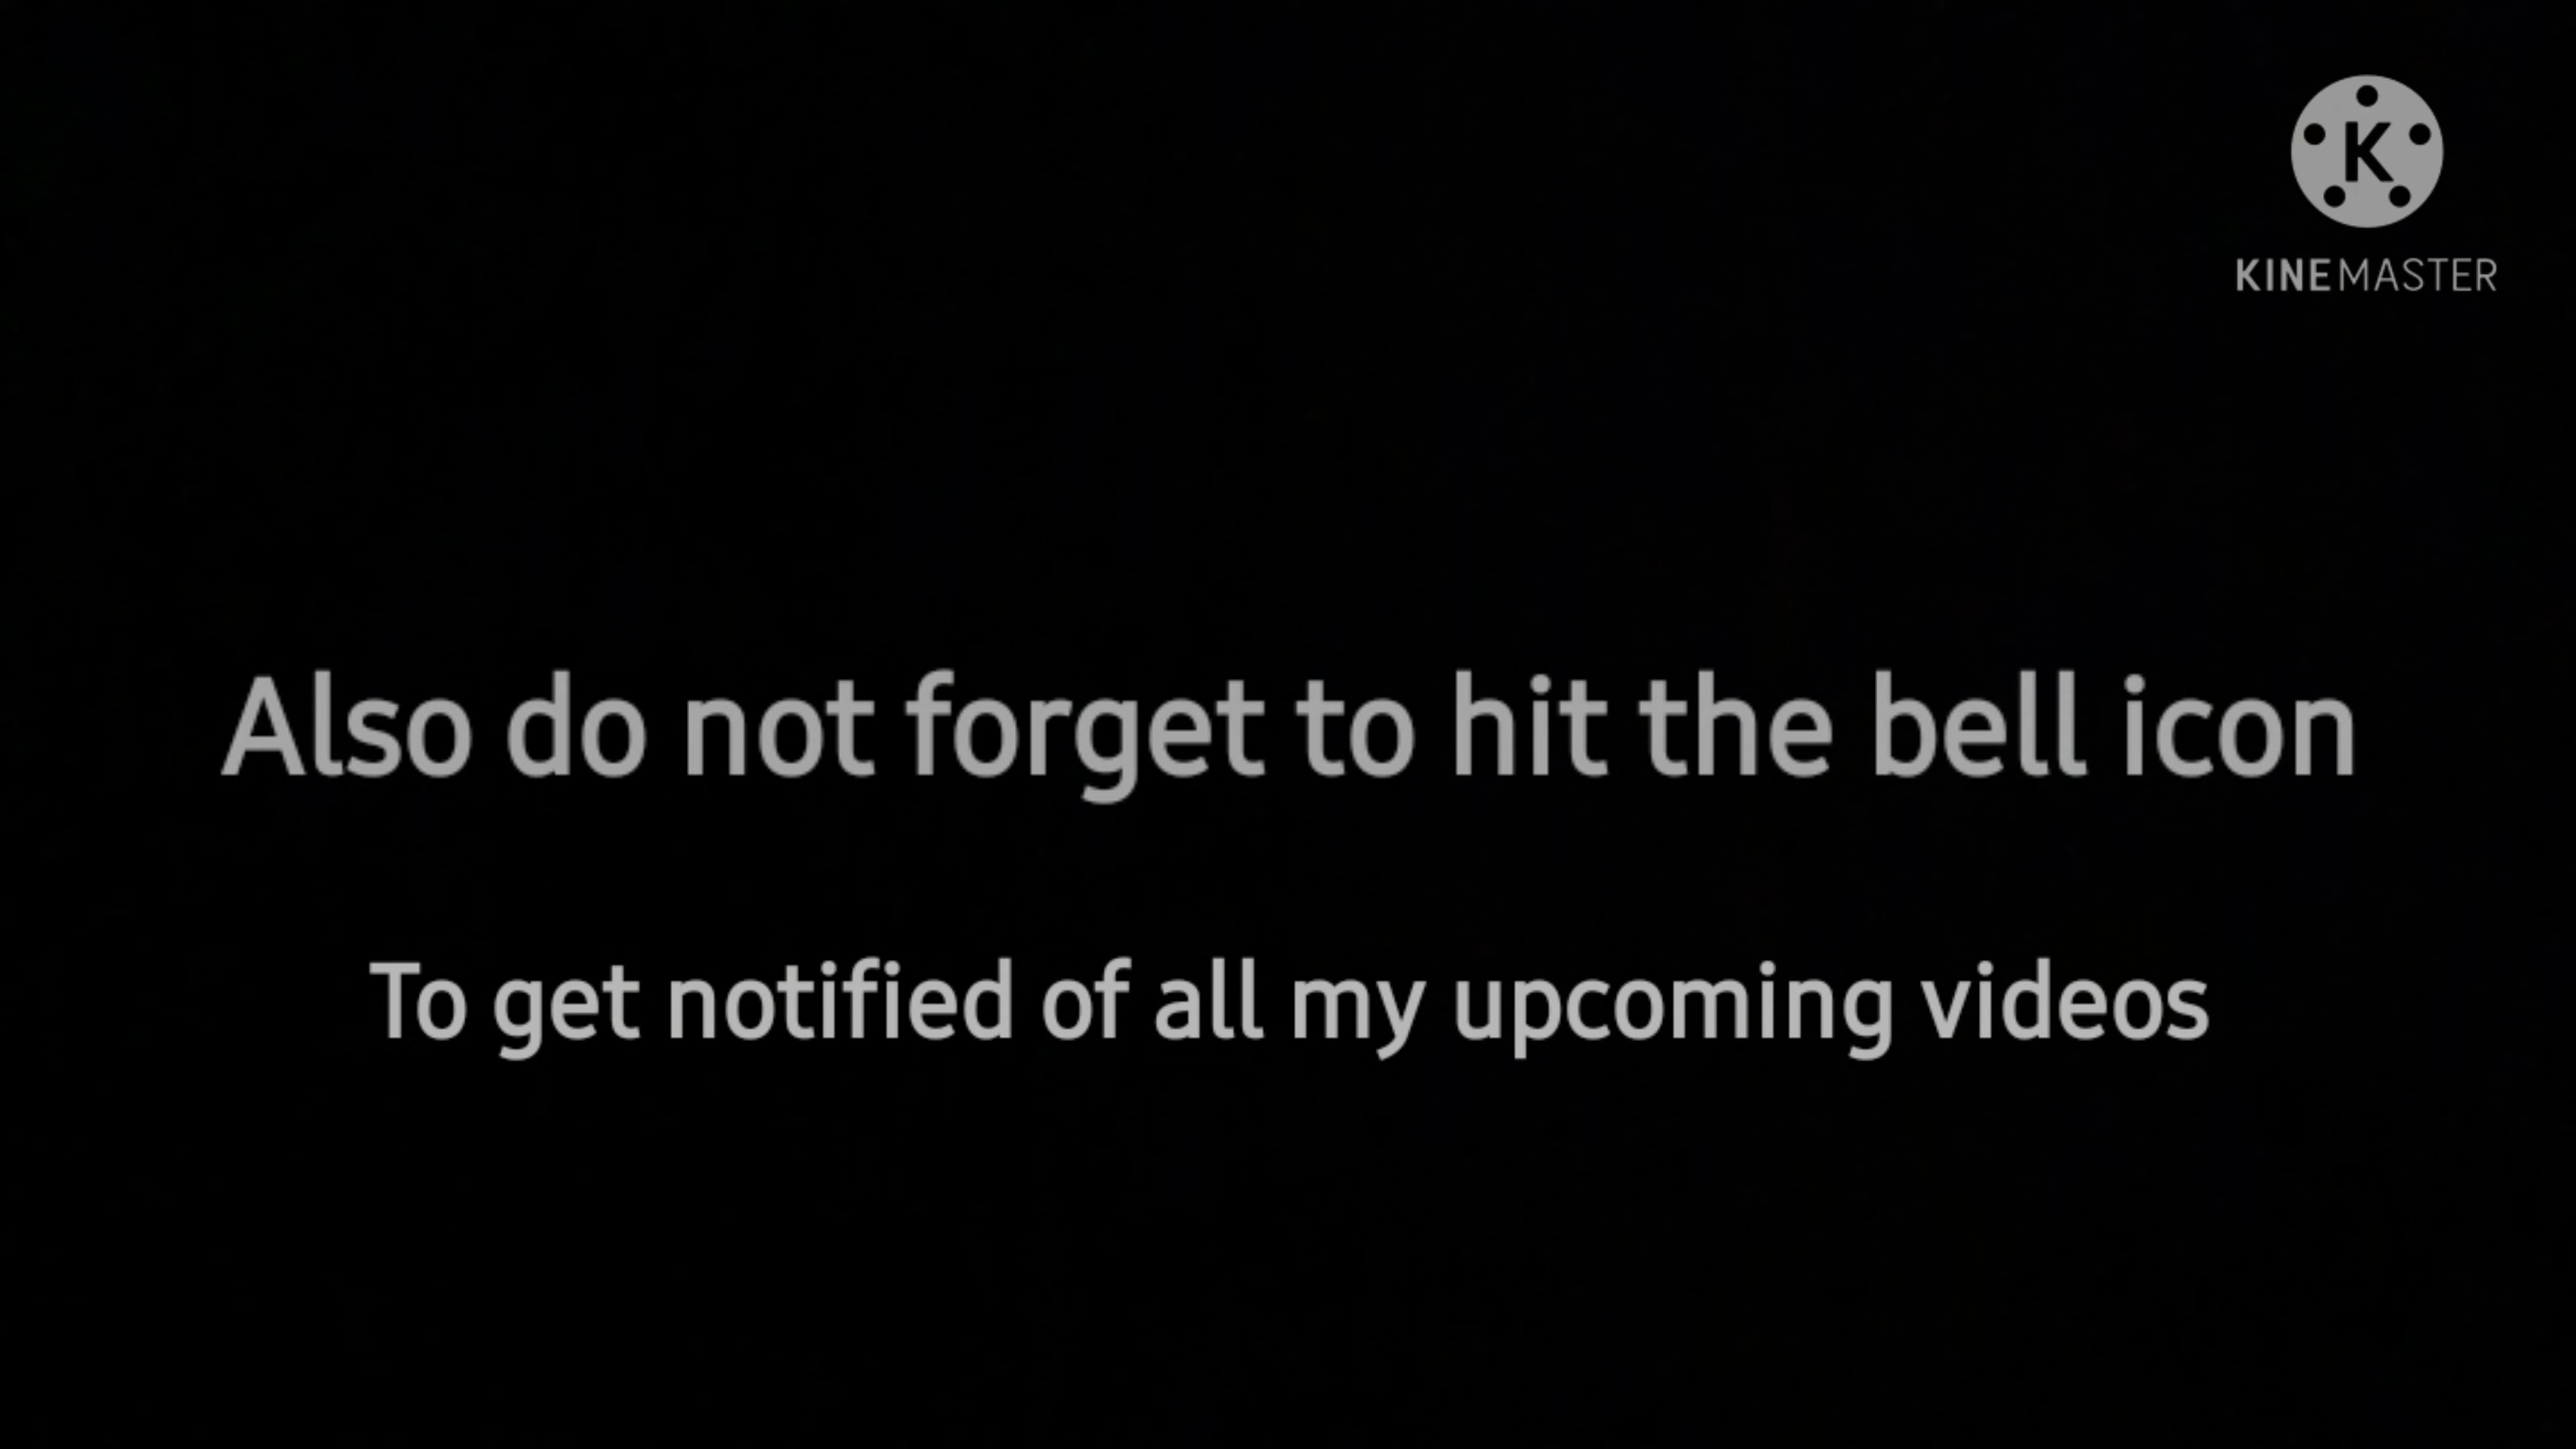 K
KINEMASTER
Also do not forget to hit the bell icon
To get notified of all my upcoming videos